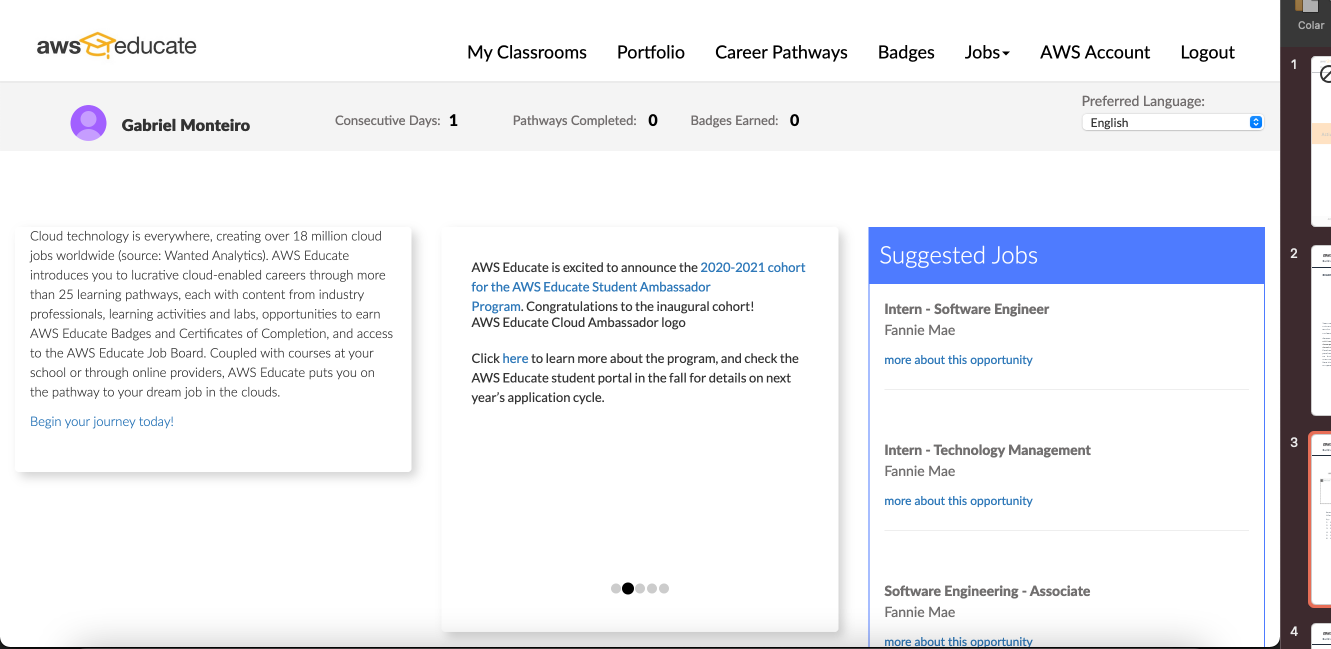 aws educate
My Classrooms Portfolio Career Pathways Badges Jobs AWS Account Logout
Gabriel Monteiro
Consecutive Days: 1
Pathways Completed: 0
Badges Earned: 0
Preferred Language:
English
Cloud technology is everywhere, creating over 18 million cloud
jobs worldwide (source: Wanted Analytics). AWS Educate
introduces you to lucrative cloud-enabled careers through more
than 25 learning pathways, each with content from industry
professionals, learning activities and labs, opportunities to earn
AWS Educate Badges and Certificates of Completion, and access
to the AWS Educate Job Board. Coupled with courses at your
school or through online providers, AWS Educate puts you on
the pathway to your dream job in the clouds.
Begin your journey today!
AWS Educate is excited to announce the 2020-2021 cohort
for the AWS Educate Student Ambassador
Program. Congratulations to the inaugural cohort!
AWS Educate Cloud Ambassador logo
Click here to learn more about the program, and check the
AWS Educate student portal in the fall for details on next
year's application cycle.
Suggested Jobs
Intern - Software Engineer
Fannie Mae
more about this opportunity
Intern - Technology Management
Fannie Mae
more about this opportunity
Software Engineering - Associate
Fannie Mae
more about this opportunity
Colar
1
2
3
4